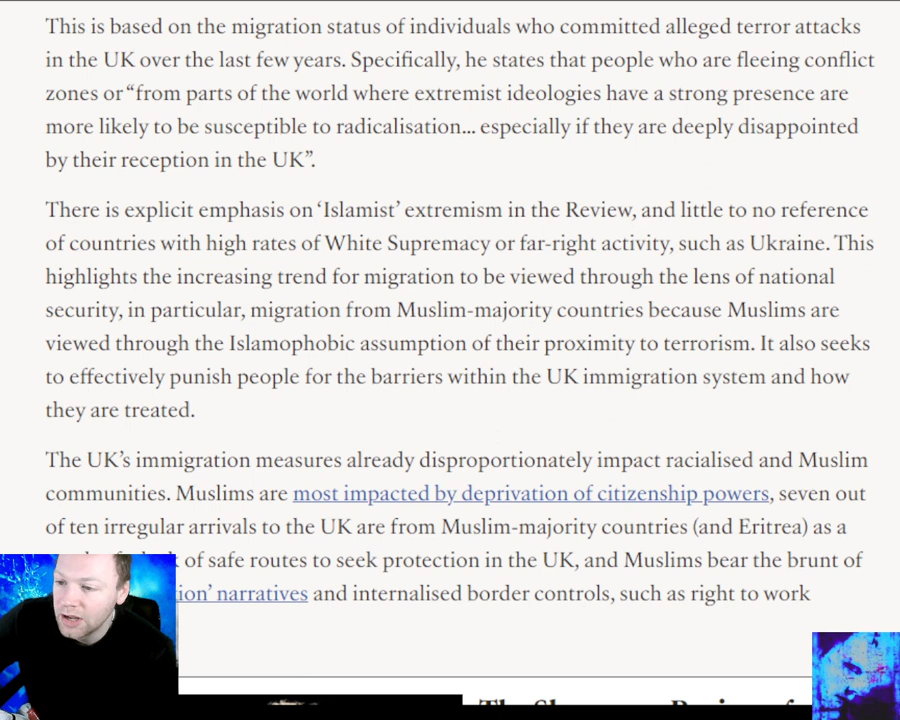 This is based on the migration status of individuals who committed alleged terror attacks
in the UK over the last few years. Specifically, he states that people who are fleeing conflict
zones or “from parts of the world where extremist ideologies have a strong presence are
more likely to be susceptible to radicalisation... especially if they are deeply disappointed
by their reception in the UK”.
There is explicit emphasis on ‘Islamist’ extremism in the Review, and little to no reference
of countries with high rates of White Supremacy or far-right activity, such as Ukraine. This
highlights the increasing trend for migration to be viewed through the lens of national
security, in particular, migration from Muslim-majority countries because Muslims are
viewed through the Islamophobic assumption of their proximity to terrorism. It also seeks
to effectively punish people for the barriers within the UK immigration system and how
they are treated.
The UK’s immigration measures already disproportionately impact racialised and Muslim
communities. Muslims are most impacted by deprivation of citizenship powers, seven out
of ten irregular arrivals to the UK are from Muslim-majority countries (and Eritrea) as a
of safe routes to seek protection in the UK, and Muslims bear the brunt of
narratives and internalised border controls, such as right to work
The